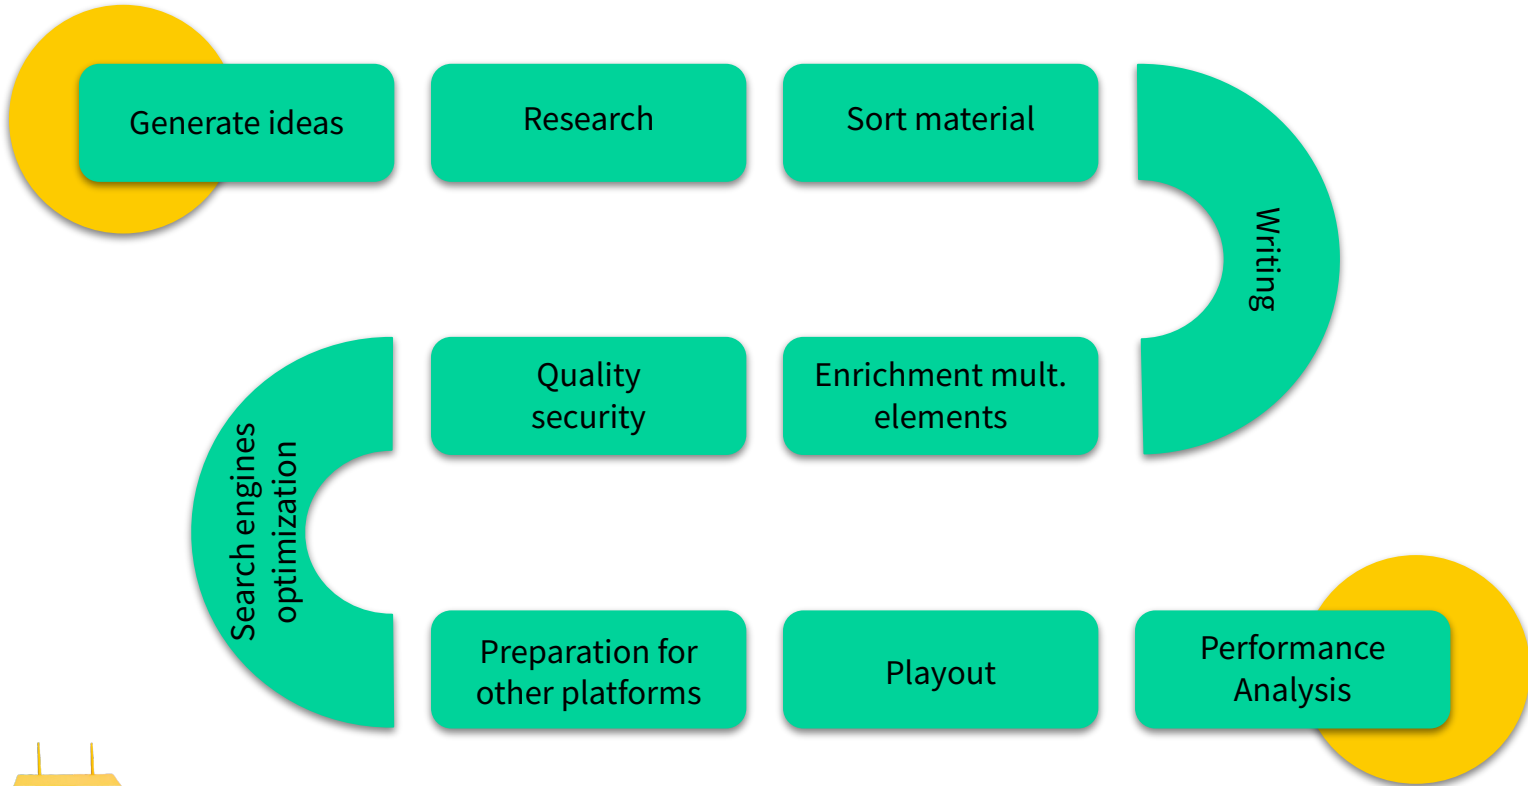 Generate ideas
Research
Sort material
Writing
Enrichment mult.
elements
Quality
security
Search engines
optimization
Preparation for
other platforms
Playout
Performance
Analysis